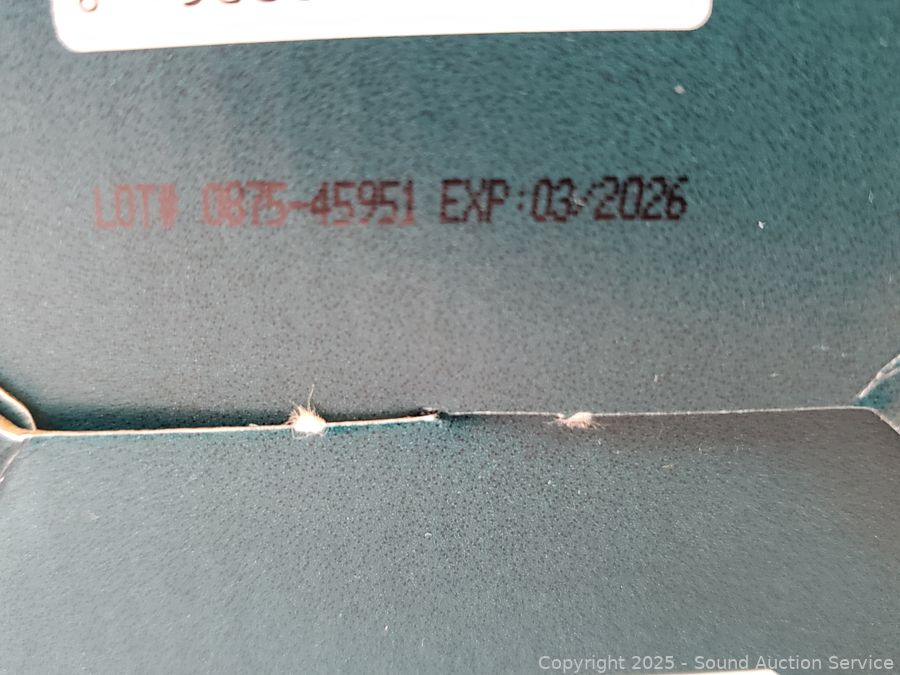 LOT# 0875-45951 EXP:03/2026
Copyright © 2025 - Sound Auction Service